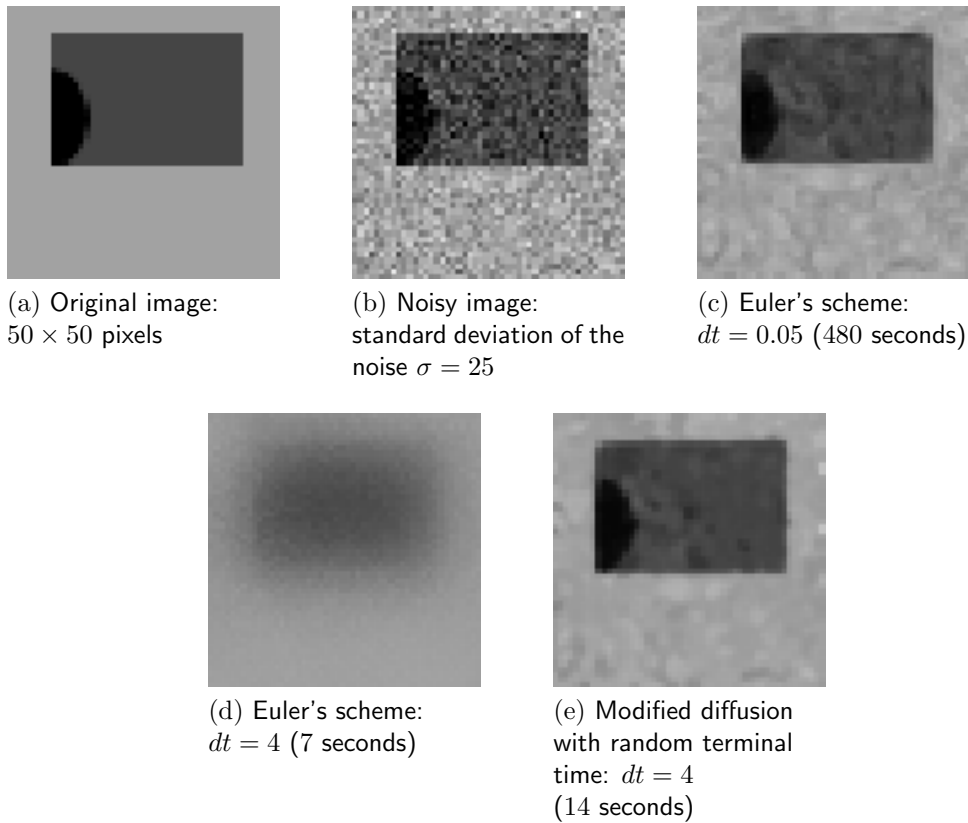 (a) Original image:
50 × 50 pixels
(b) Noisy image:
standard deviation of the
noise σ = 25
(c) Euler's scheme:
dt = 0.05 (480 seconds)
(d) Euler's scheme:
dt = 4 (7 seconds)
(e) Modified diffusion
with random terminal
time: dt = 4
(14 seconds)